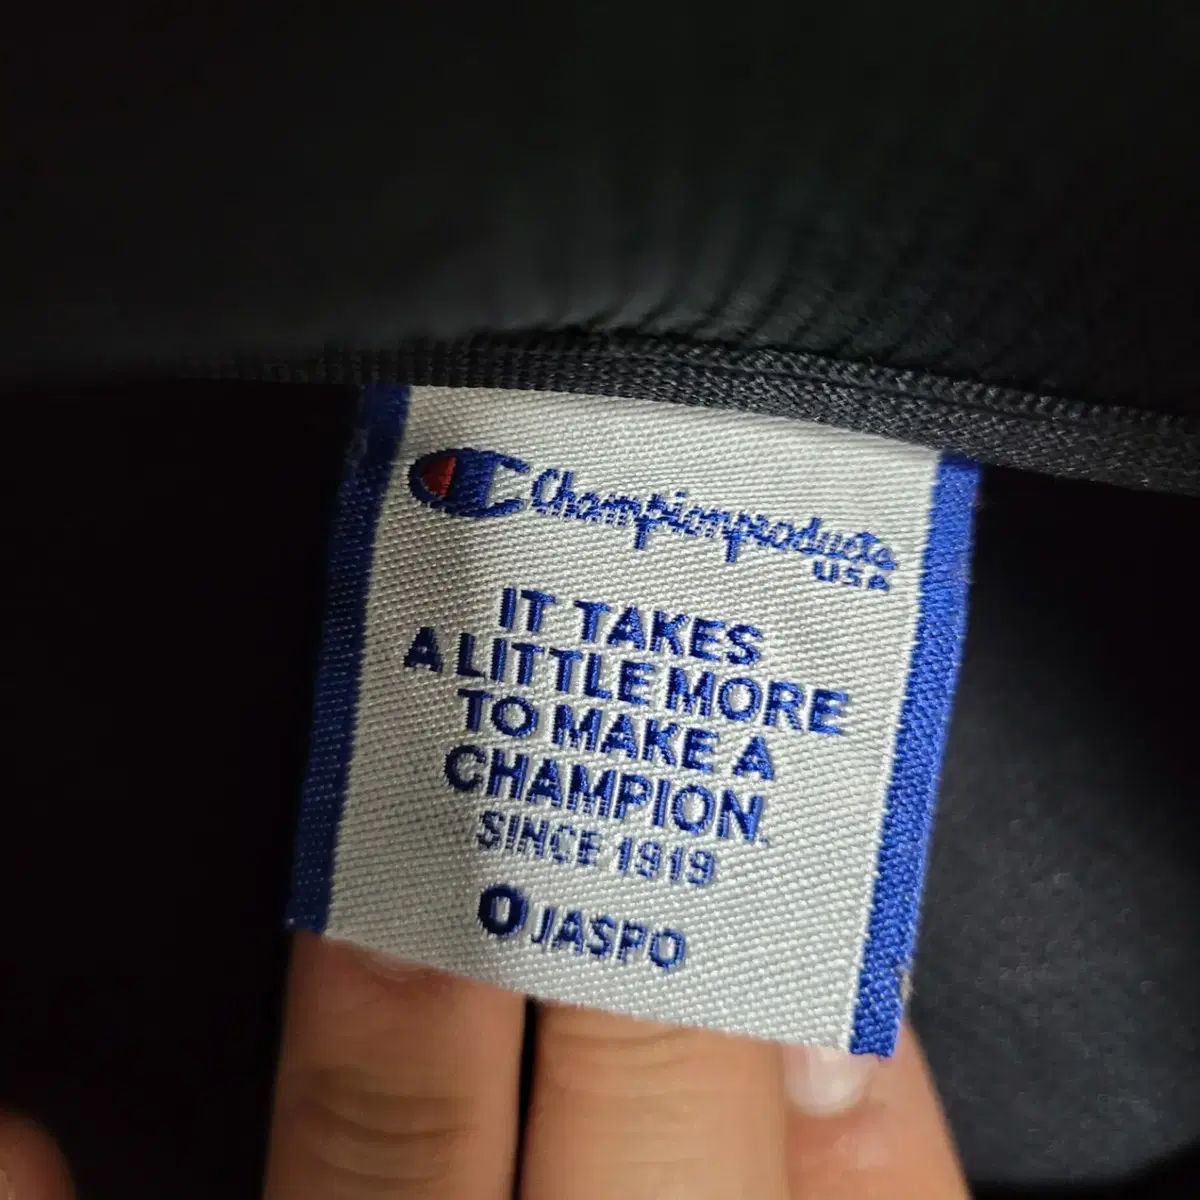 Championproducts
USA
IT TAKES
A LITTLE MORE
TO MAKE A
CHAMPION.
SINCE 1919
O JASPO